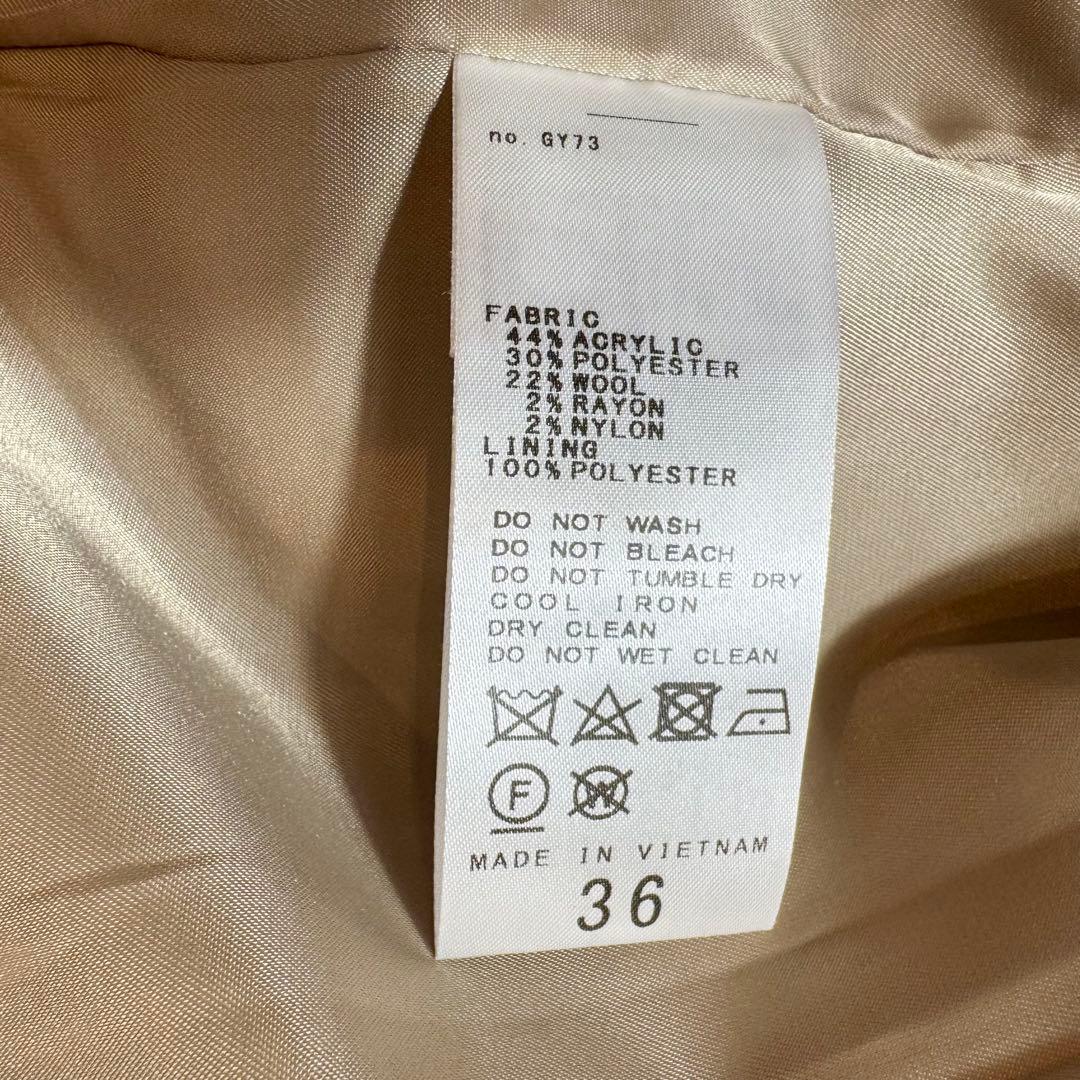 no. GY73
FABRIC
44% ACRYLIC
30% POLYESTER
22% WOOL
2% RAYON
2% NYLON
LINING
100% POLYESTER
DO NOT WASH
DO NOT BLEACH
DO NOT TUMBLE DRY
COOL IRON
DRY CLEAN
DO NOT WET CLEAN
F W
MADE IN VIETNAM
36